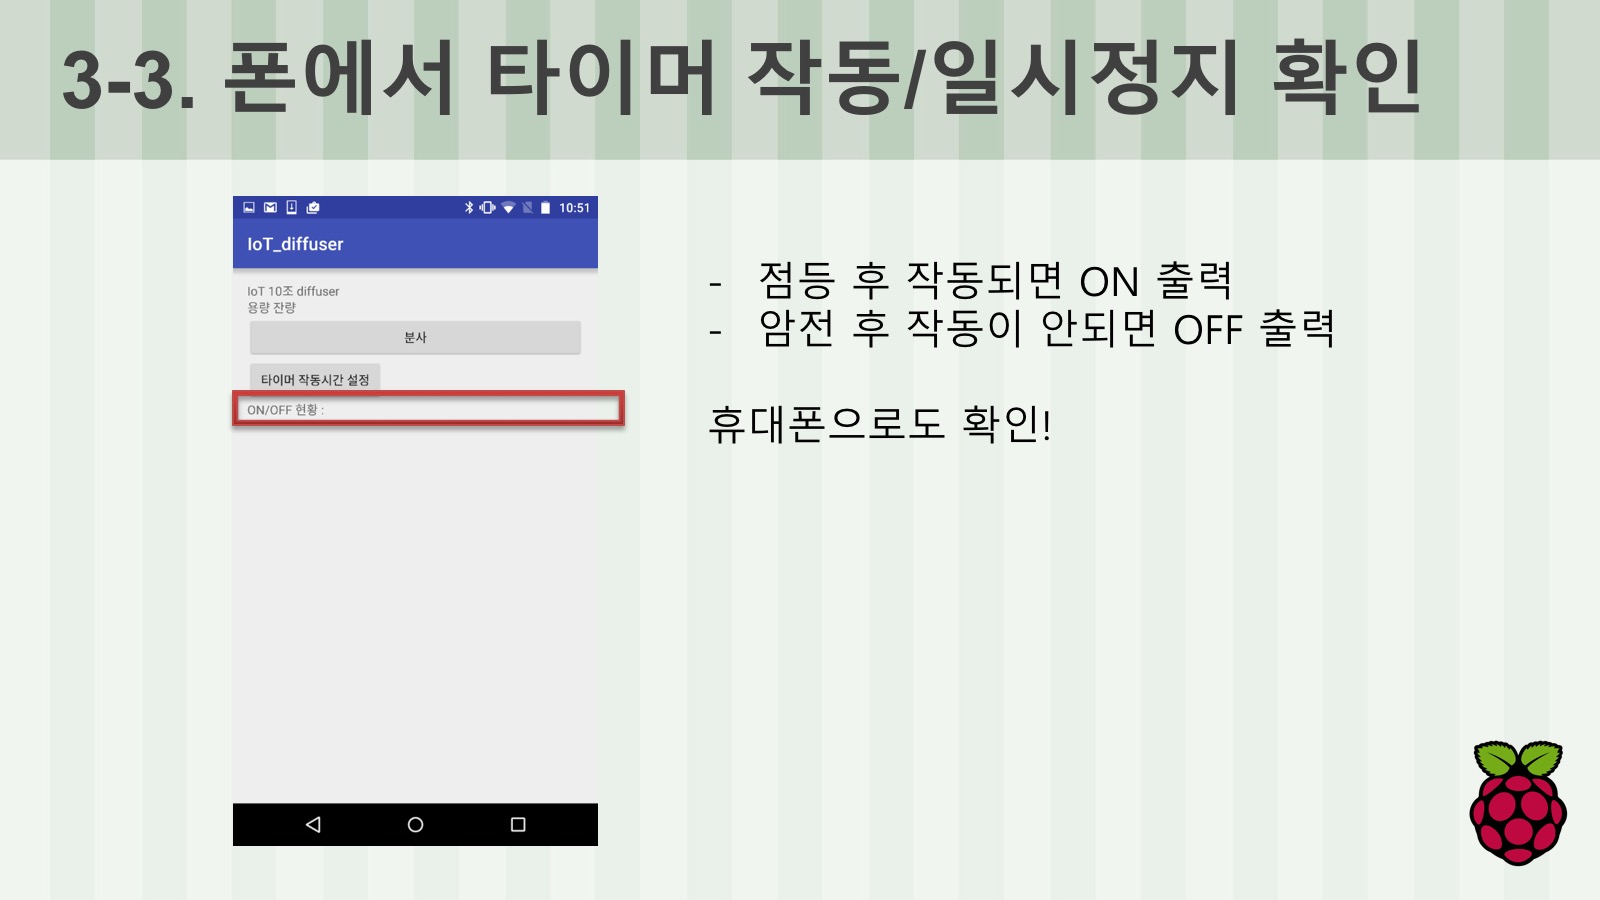 3-3. 폰에서 타이머 작동/일시정지 확인
10:51
IoT_diffuser
IoT 10조 diffuser
용량 잔량
분사
타이머 작동시간 설정
ON/OFF 현황 :
- 점등 후 작동되면 ON 출력
- 암전 후 작동이 안되면 OFF 출력
휴대폰으로도 확인!